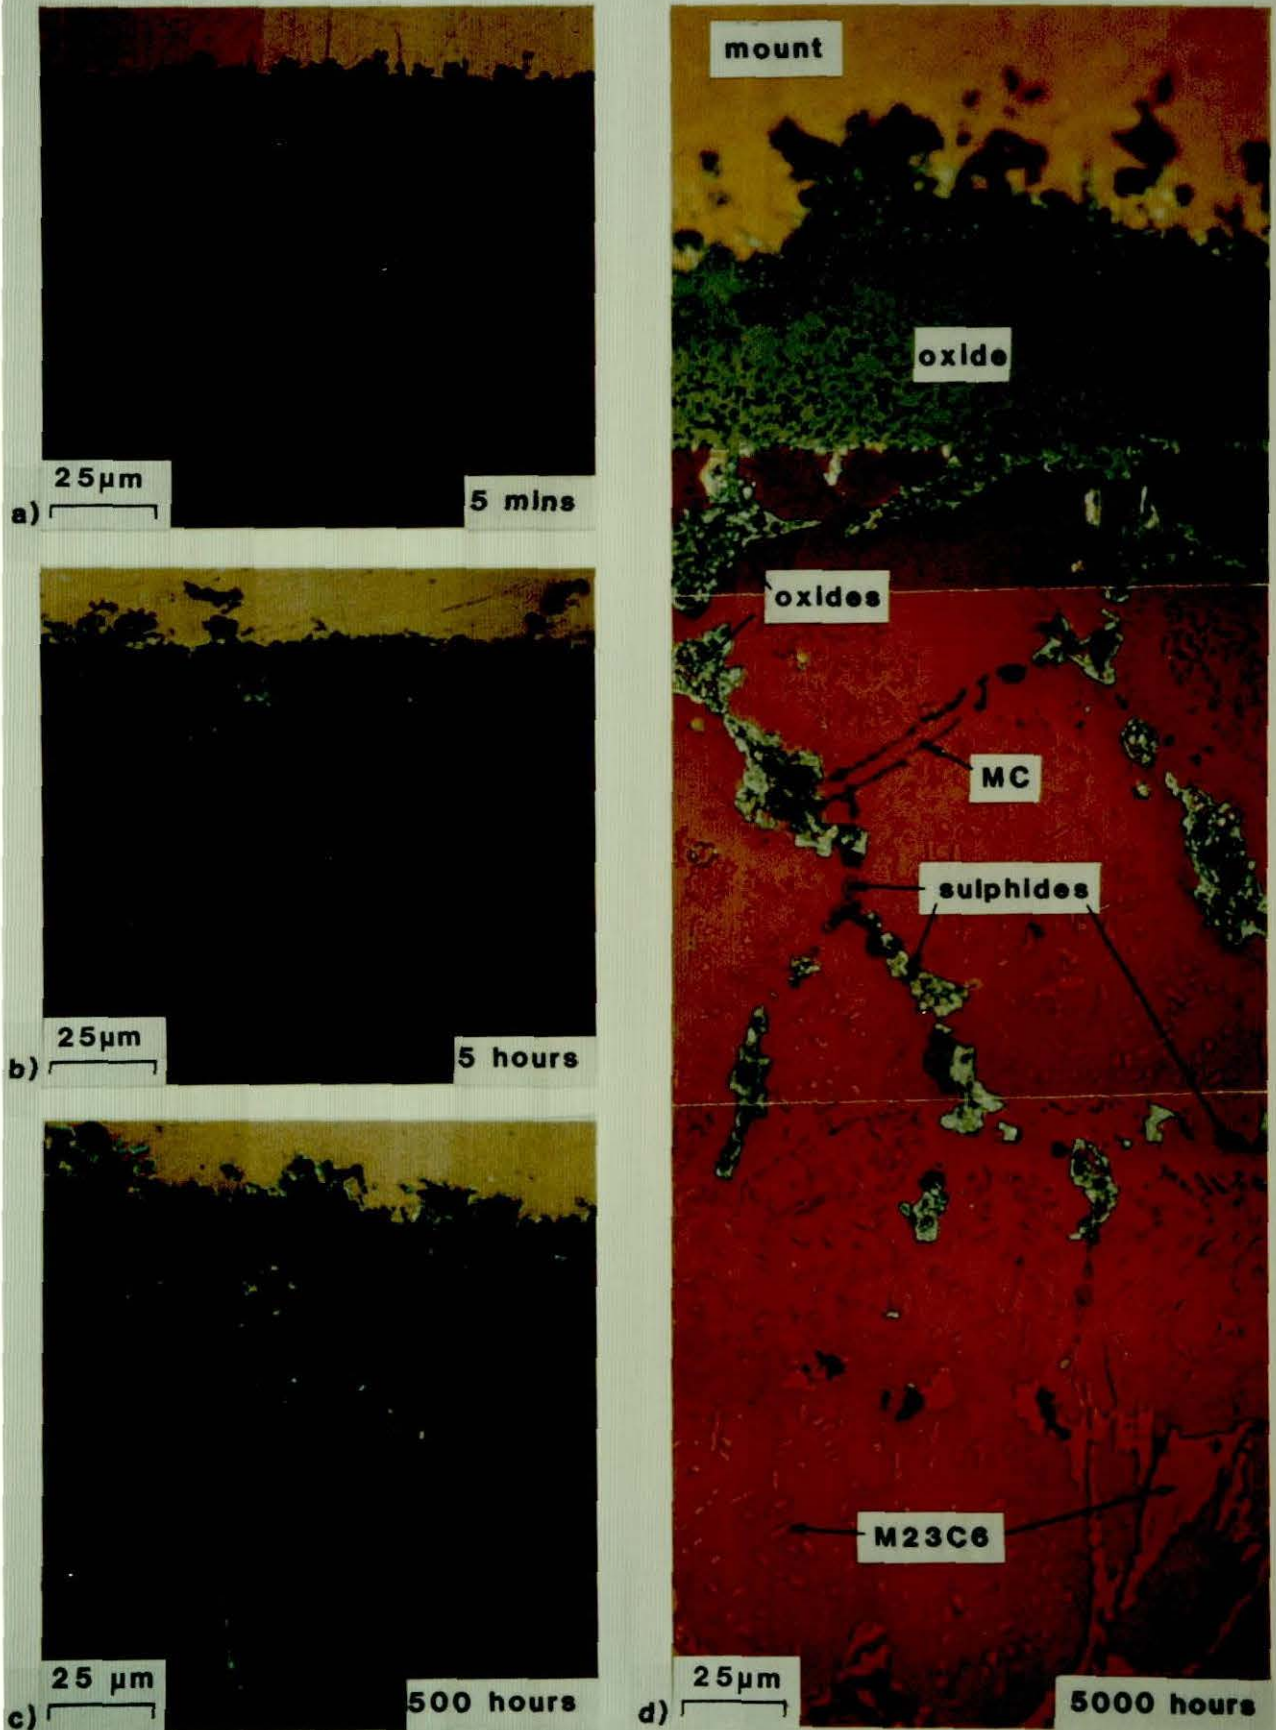 25μm
a)
5 mins
25μm
b)
5 hours
25 μm
c)
500 hours
mount
oxide
oxides
MC
sulphides
M23C6
25μm
d)
5000 hours